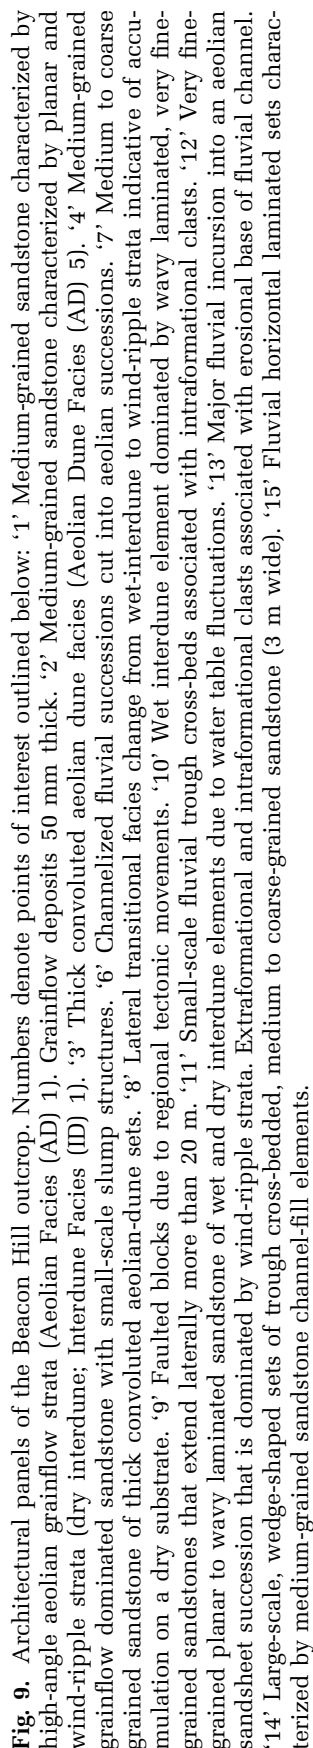 Fig. 9. Architectural panels of the Beacon Hill outcrop. Numbers denote points of interest outlined below: ‘1’ Medium-grained sandstone characterized by
high-angle aeolian grainflow strata (Aeolian Facies (AD) 1). Grainflow deposits 50 mm thick. ‘2’ Medium-grained sandstone characterized by planar and
wind-ripple strata (dry interdune; Interdune Facies (ID) 1). ‘3’ Thick convoluted aeolian dune facies (Aeolian Dune Facies (AD) 5). ‘4’ Medium-grained
grainflow dominated sandstone with small-scale slump structures. ‘6’ Channelized fluvial successions cut into aeolian successions. ‘7’ Medium to coarse
grained sandstone of thick convoluted aeolian-dune sets. ‘8’ Lateral transitional facies change from wet-interdune to wind-ripple strata indicative of accu-
mulation on a dry substrate. ‘9’ Faulted blocks due to regional tectonic movements. ‘10’ Wet interdune element dominated by wavy laminated, very fine-
grained sandstones that extend laterally more than 20 m. ‘11’ Small-scale fluvial trough cross-beds associated with intraformational clasts. ‘12’ Very fine-
grained planar to wavy laminated sandstone of wet and dry interdune elements due to water table fluctuations. ‘13’ Major fluvial incursion into an aeolian
sandsheet succession that is dominated by wind-ripple strata. Extraformational and intraformational clasts associated with erosional base of fluvial channel.
‘14’ Large-scale, wedge-shaped sets of trough cross-bedded, medium to coarse-grained sandstone (3 m wide). ‘15’ Fluvial horizontal laminated sets charac-
terized by medium-grained sandstone channel-fill elements.